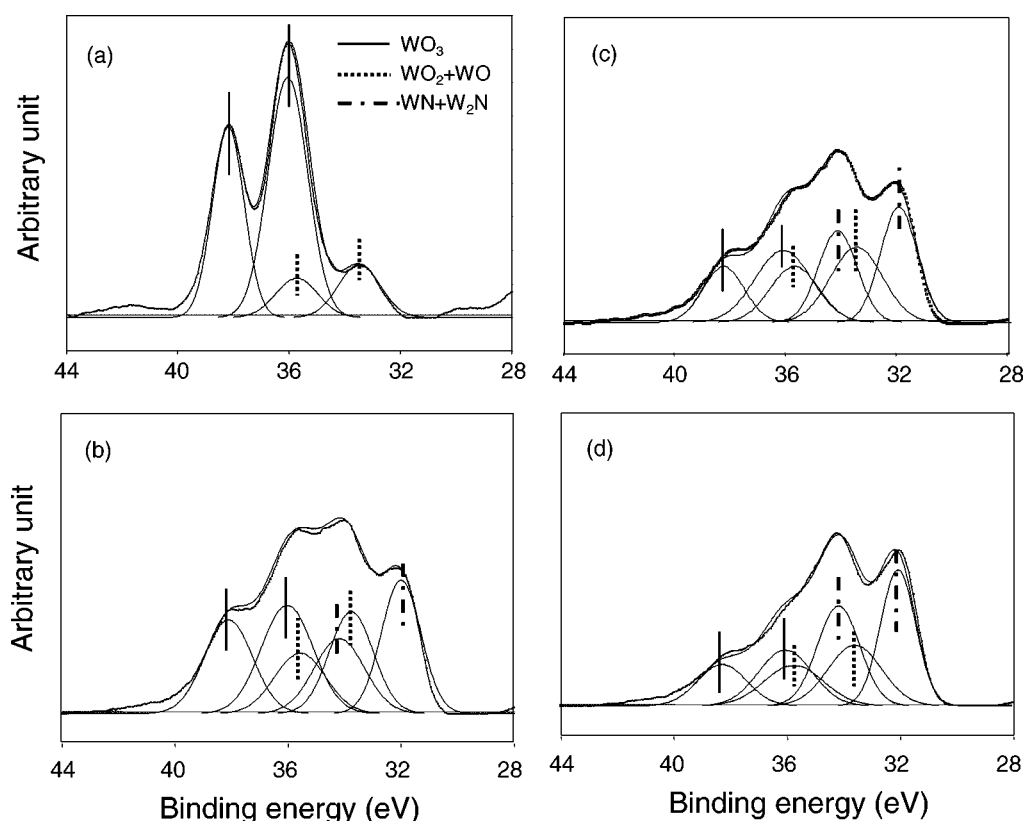 (a)
WO₃
WO₂+WO
WN+W₂N
Arbitrary unit
44 40 36 32 28
(c)
44 40 36 32 28
(b)
Arbitrary unit
44 40 36 32 28
Binding energy (eV)
(d)
44 40 36 32 28
Binding energy (eV)